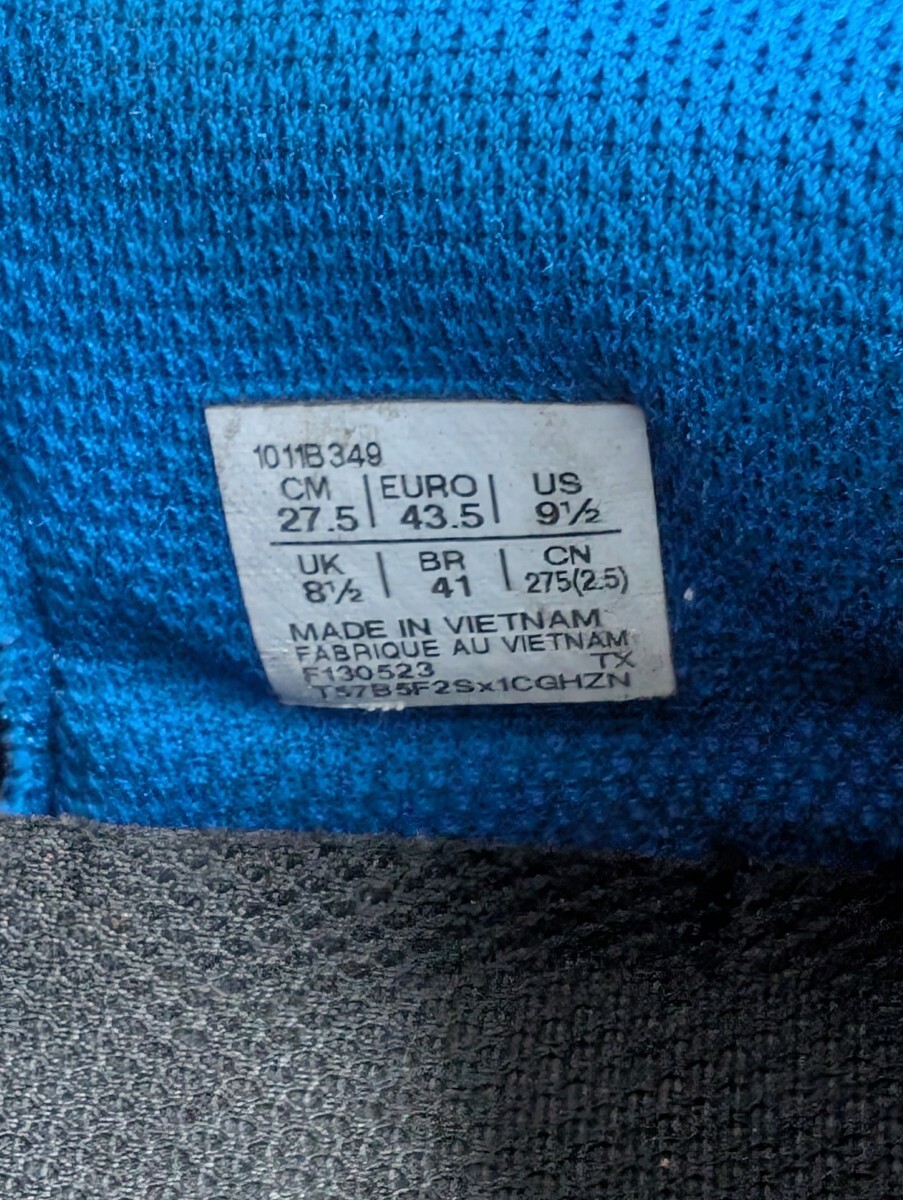 1011B349
CM | EURO | US
27.5 | 43.5 | 9½
UK | BR | CN
8½ | 41 | 275(2.5)
MADE IN VIETNAM
FABRIQUE AU VIETNAM
F130523 TX
T57B5F2Sx1CGHZN